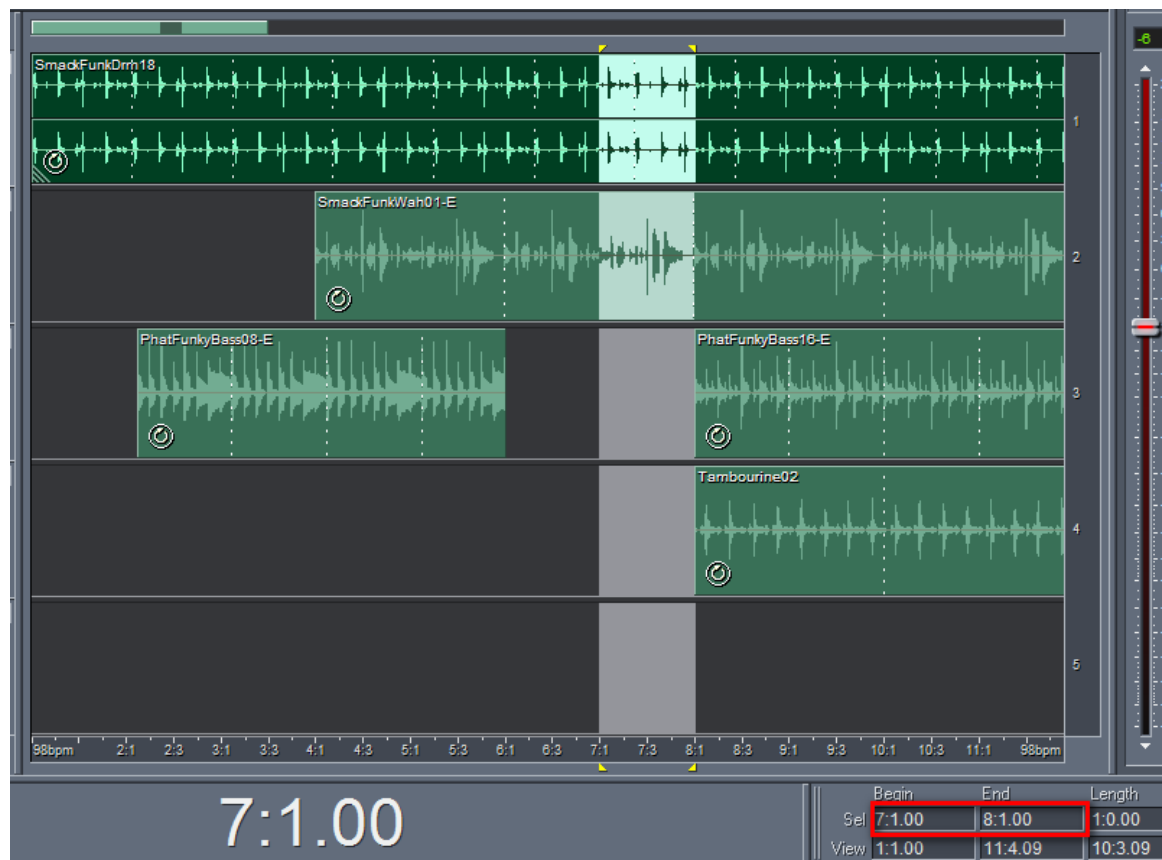 -6
SmackFunkDrm18
1
SmackFunkWah01-E
2
PhatFunkyBass08-E
PhatFunkyBass16-E
3
Tambourine02
4
5
98bpm 2:1 2:3 3:1 3:3 4:1 4:3 5:1 5:3 6:1 6:3 7:1 7:3 8:1 8:3 9:1 9:3 10:1 10:3 11:1 98bpm
7:1.00
Begin End Length
Sel 7:1.00 8:1.00 1:0.00
View 1:1.00 11:4.09 10:3.09